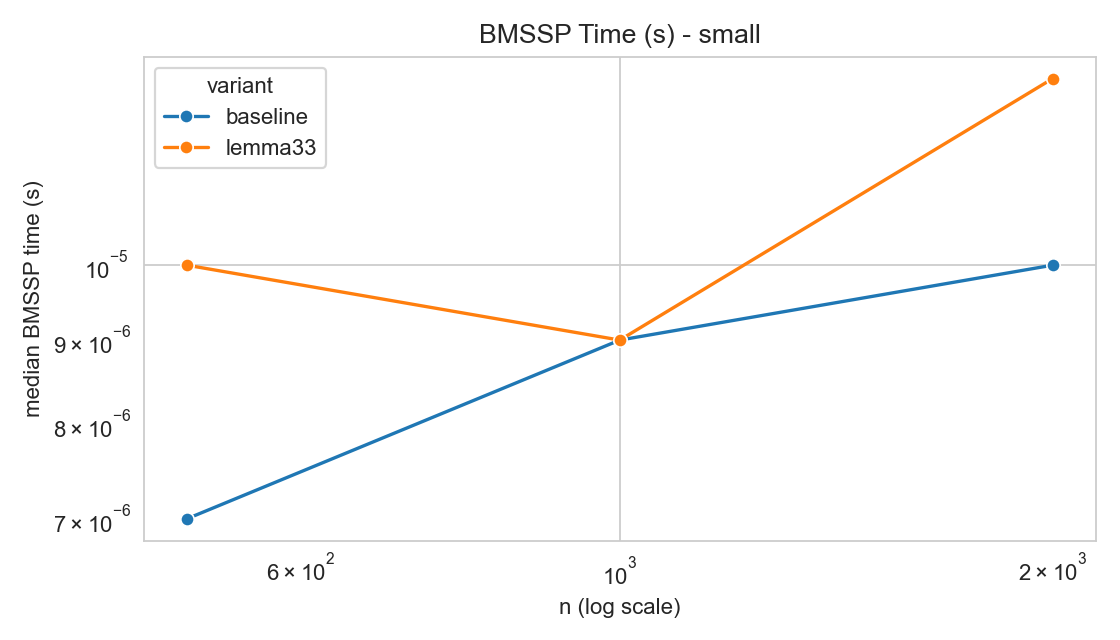 BMSSP Time (s) - small
variant
baseline
lemma33
median BMSSP time (s)
10⁻⁵
9 × 10⁻⁶
8 × 10⁻⁶
7 × 10⁻⁶
6 × 10² 10³ 2 × 10³
n (log scale)